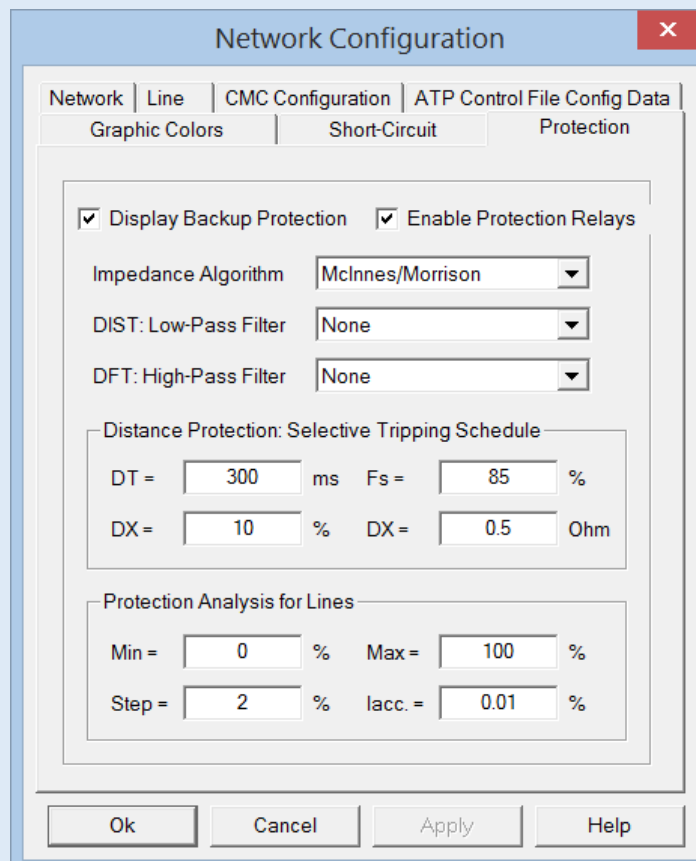 Network Configuration
Network Line CMC Configuration ATP Control File Config Data
Graphic Colors Short-Circuit Protection
Display Backup Protection Enable Protection Relays
Impedance Algorithm McInnes/Morrison
DIST: Low-Pass Filter None
DFT: High-Pass Filter None
Distance Protection: Selective Tripping Schedule
DT = 300 ms Fs = 85 %
DX = 10 % DX = 0.5 Ohm
Protection Analysis for Lines
Min = 0 % Max = 100 %
Step = 2 % Iacc. = 0.01 %
Ok Cancel Apply Help